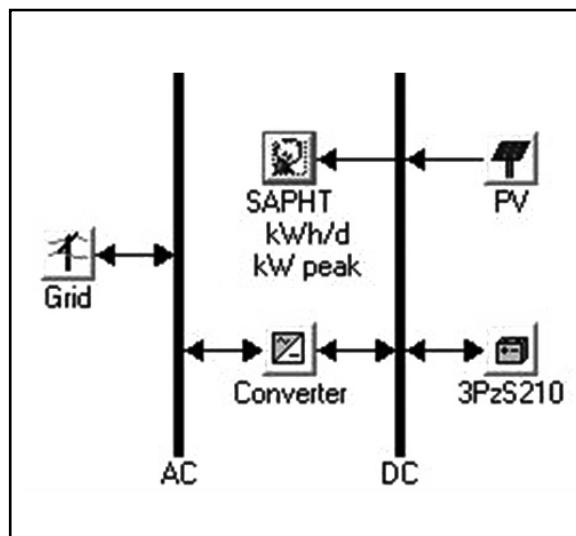 SAPHT
kWh/d
kW peak
PV
Grid
Converter
3PzS210
AC
DC